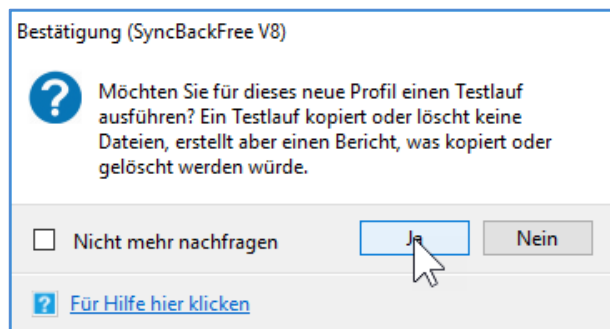 Bestätigung (SyncBackFree V8)
Möchten Sie für dieses neue Profil einen Testlauf
ausführen? Ein Testlauf kopiert oder löscht keine
Dateien, erstellt aber einen Bericht, was kopiert oder
gelöscht werden würde.
Nicht mehr nachfragen
Ja
Nein
Für Hilfe hier klicken